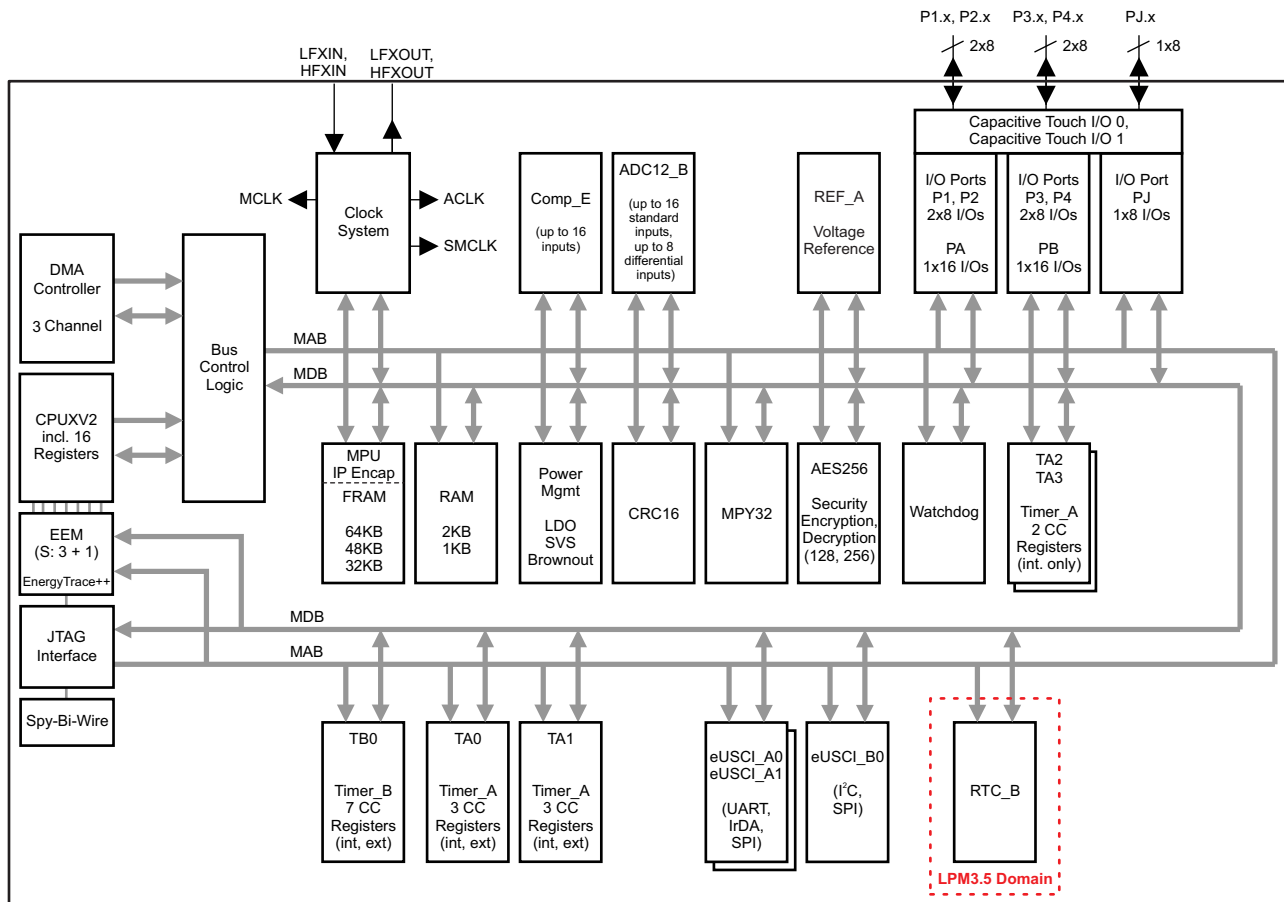 P1.x, P2.x
P3.x, P4.x
PJ.x
2x8
2x8
1x8
LFXIN,
HFXIN
LFXOUT,
HFXOUT
Capacitive Touch I/O 0,
Capacitive Touch I/O 1
MCLK
Clock
System
ACLK
SMCLK
Comp_E
(up to 16
inputs)
ADC12_B
(up to 16
standard
inputs,
up to 8
differential
inputs)
REF_A
Voltage
Reference
I/O Ports
P1, P2
2x8 I/Os
PA
1x16 I/Os
I/O Ports
P3, P4
2x8 I/Os
PB
1x16 I/Os
I/O Port
PJ
1x8 I/Os
DMA
Controller
3 Channel
Bus
Control
Logic
MAB
MDB
CPUXV2
incl. 16
Registers
MPU
IP Encap
FRAM
64KB
48KB
32KB
RAM
2KB
1KB
Power
Mgmt
LDO
SVS
Brownout
CRC16
MPY32
AES256
Security
Encryption,
Decryption
(128, 256)
Watchdog
TA2
TA3
Timer_A
2 CC
Registers
(int. only)
EEM
(S: 3 + 1)
EnergyTrace++
MDB
JTAG
Interface
MAB
Spy-Bi-Wire
TB0
Timer_B
7 CC
Registers
(int, ext)
TA0
Timer_A
3 CC
Registers
(int, ext)
TA1
Timer_A
3 CC
Registers
(int, ext)
eUSCI_A0
eUSCI_A1
(UART,
IrDA,
SPI)
eUSCI_B0
(I²C,
SPI)
RTC_B
LPM3.5 Domain